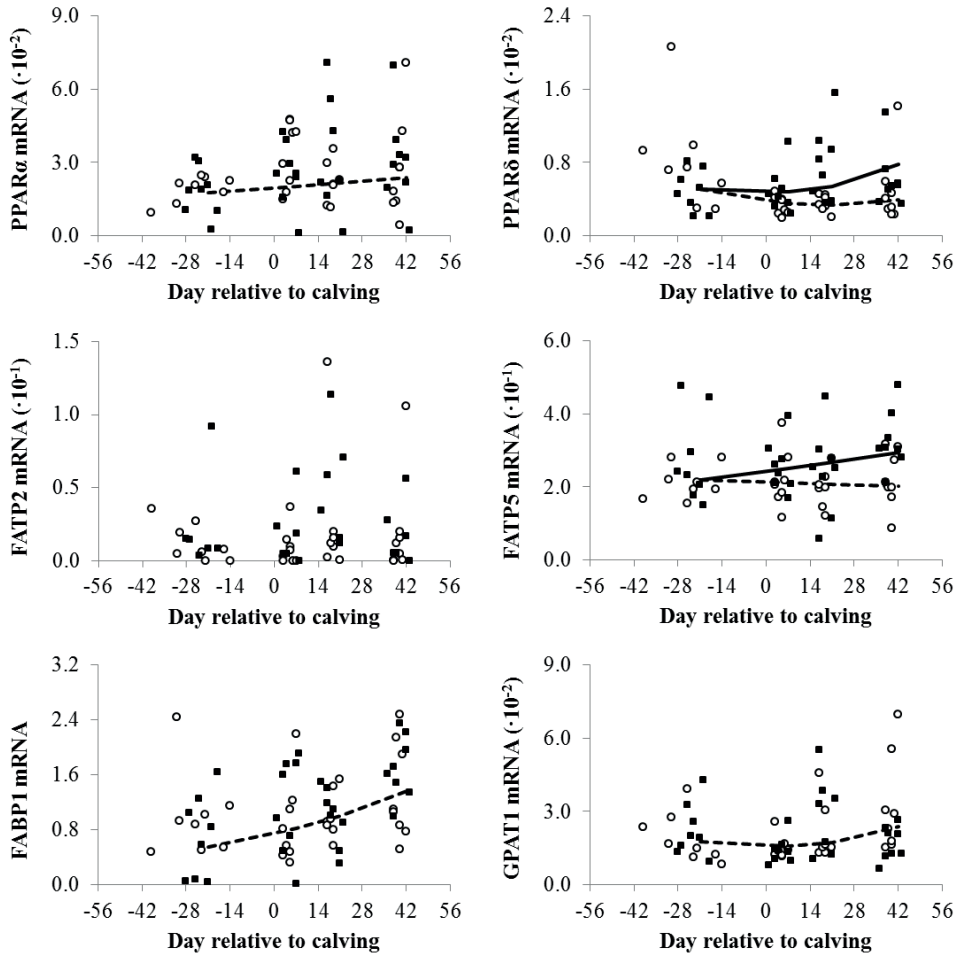 PPARα mRNA (·10⁻²)
9.0
6.0
3.0
0.0
-56 -42 -28 -14 0 14 28 42 56
Day relative to calving
PPARδ mRNA (·10⁻²)
2.4
1.6
0.8
0.0
-56 -42 -28 -14 0 14 28 42 56
Day relative to calving
FATP2 mRNA (·10⁻¹)
1.5
1.0
0.5
0.0
-56 -42 -28 -14 0 14 28 42 56
Day relative to calving
FATP5 mRNA (·10⁻¹)
6.0
4.0
2.0
0.0
-56 -42 -28 -14 0 14 28 42 56
Day relative to calving
FABP1 mRNA
3.2
2.4
1.6
0.8
0.0
-56 -42 -28 -14 0 14 28 42 56
Day relative to calving
GPAT1 mRNA (·10⁻²)
9.0
6.0
3.0
0.0
-56 -42 -28 -14 0 14 28 42 56
Day relative to calving